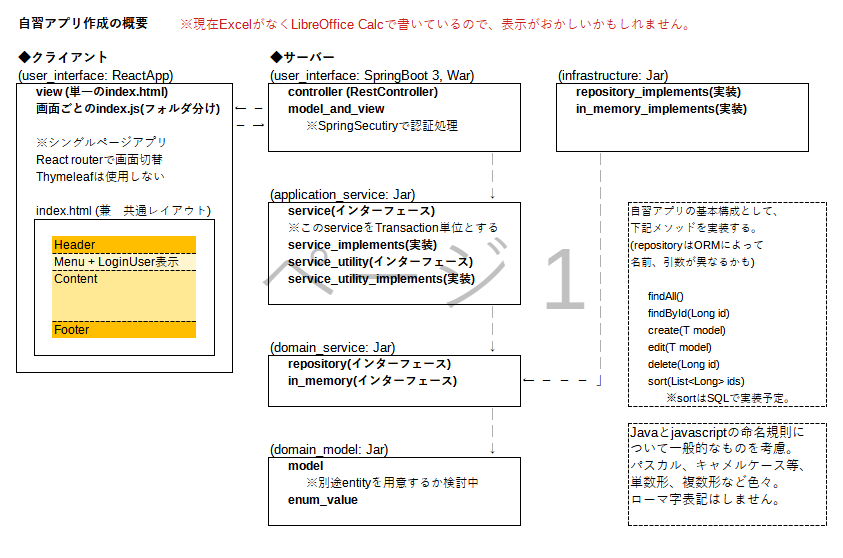 自習アプリ作成の概要
※現在ExcelがなくLibreOffice Calcで書いているので、表示がおかしいかもしれません。
◆クライアント
(user_interface: ReactApp)
view (単一のindex.html)
画面ごとのindex.js(フォルダ分け)
※シングルページアプリ
React routerで画面切替
Thymeleafは使用しない
index.html (兼　共通レイアウト)
Header
Menu + LoginUser表示
Content
Footer
◆サーバー
(user_interface: SpringBoot 3, War)
controller (RestController)
model_and_view
※SpringSecutiryで認証処理
(application_service: Jar)
service(インターフェース)
※このserviceをTransaction単位とする
service_implements(実装)
service_utility(インターフェース)
service_utility_implements(実装)
(domain_service: Jar)
repository(インターフェース)
in_memory(インターフェース)
(domain_model: Jar)
model
※別途entityを用意するか検討中
enum_value
(infrastructure: Jar)
repository_implements(実装)
in_memory_implements(実装)
自習アプリの基本構成として、
下記メソッドを実装する。
(repositoryはORMによって
名前、引数が異なるかも)
findAll()
findById(Long id)
create(T model)
edit(T model)
delete(Long id)
sort(List<Long> ids)
※sortはSQLで実装予定。
Javaとjavascriptの命名規則に
ついて一般的なものを考慮。
パスカル、キャメルケース等、
単数形、複数形など色々。
ローマ字表記はしません。
ページ 1